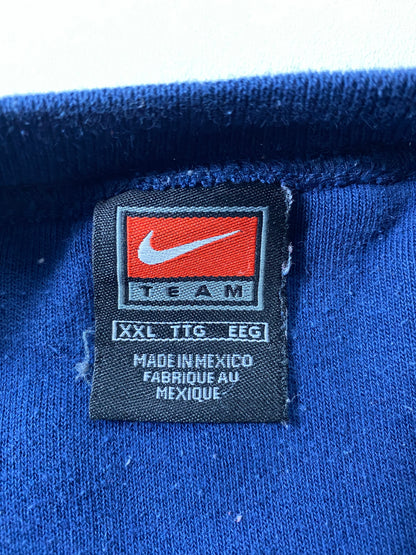 TEAM
XXL TTG EEG
MADE IN MEXICO
FABRIQUE AU
MEXIQUE